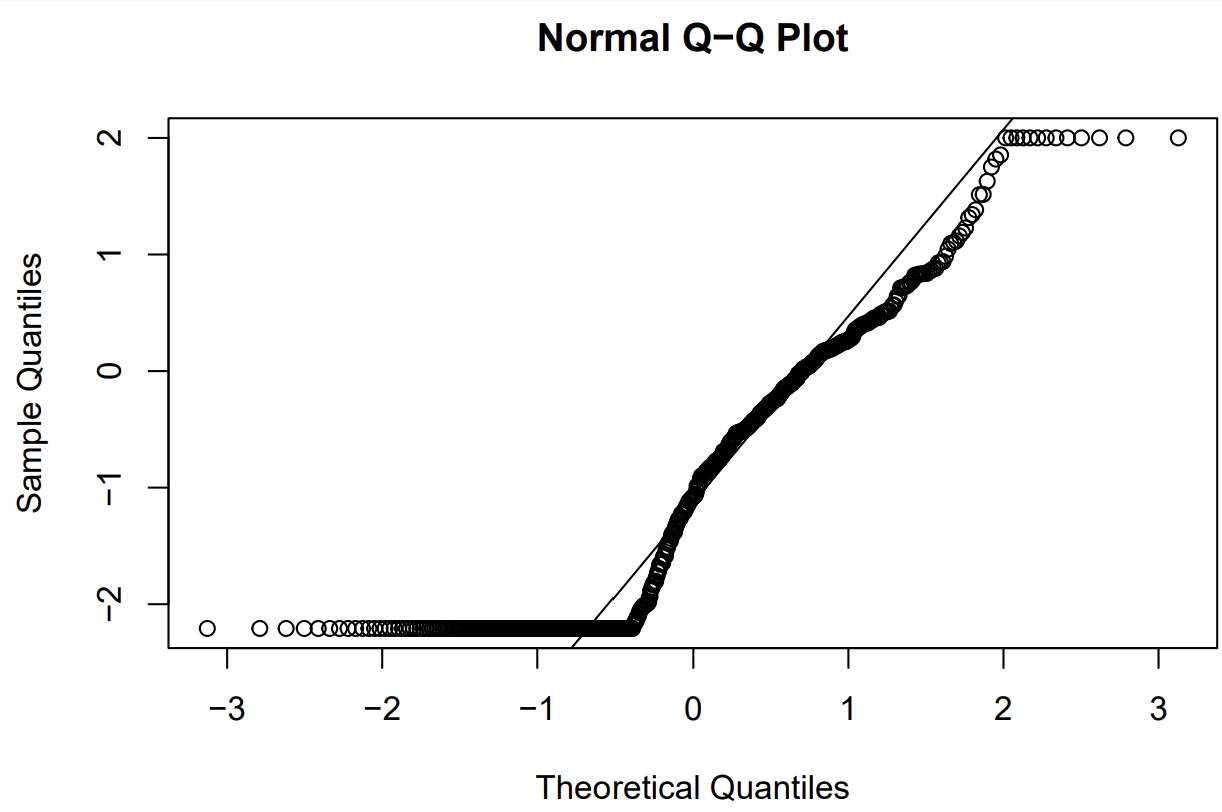 Normal Q−Q Plot
2
1
0
−1
−2
Sample Quantiles
−3 −2 −1 0 1 2 3
Theoretical Quantiles